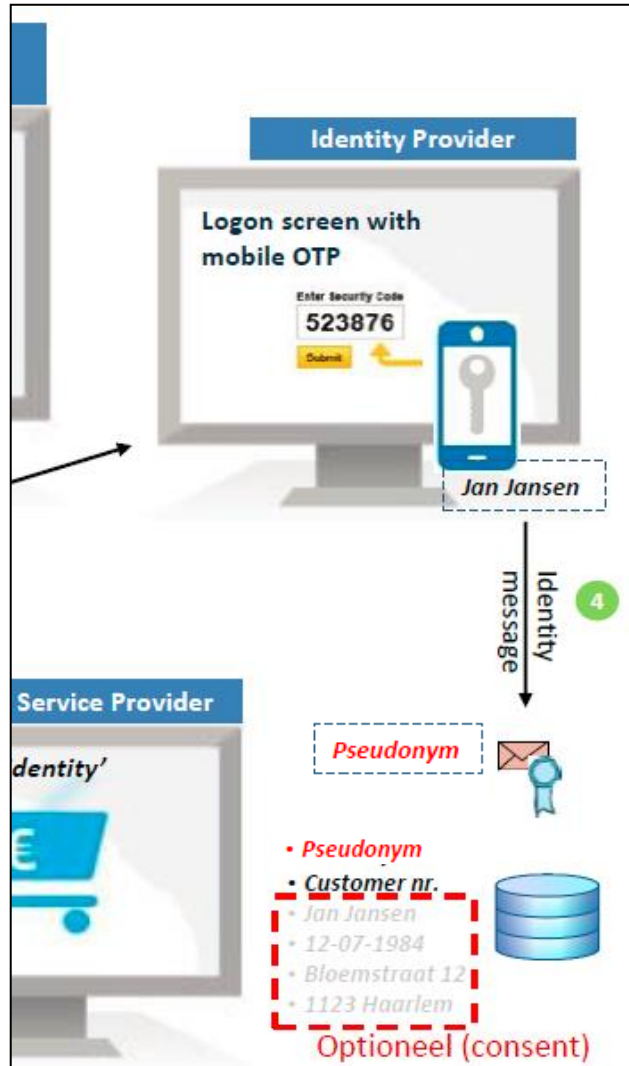 Identity Provider
Logon screen with
mobile OTP
Enter Security Code
523876
Submit
Jan Jansen
Identity
message
4
Service Provider
dentity’
€
Pseudonym
• Pseudonym
• Customer nr.
• Jan Jansen
• 12-07-1984
• Bloemstraat 12
• 1123 Haarlem
Optioneel (consent)